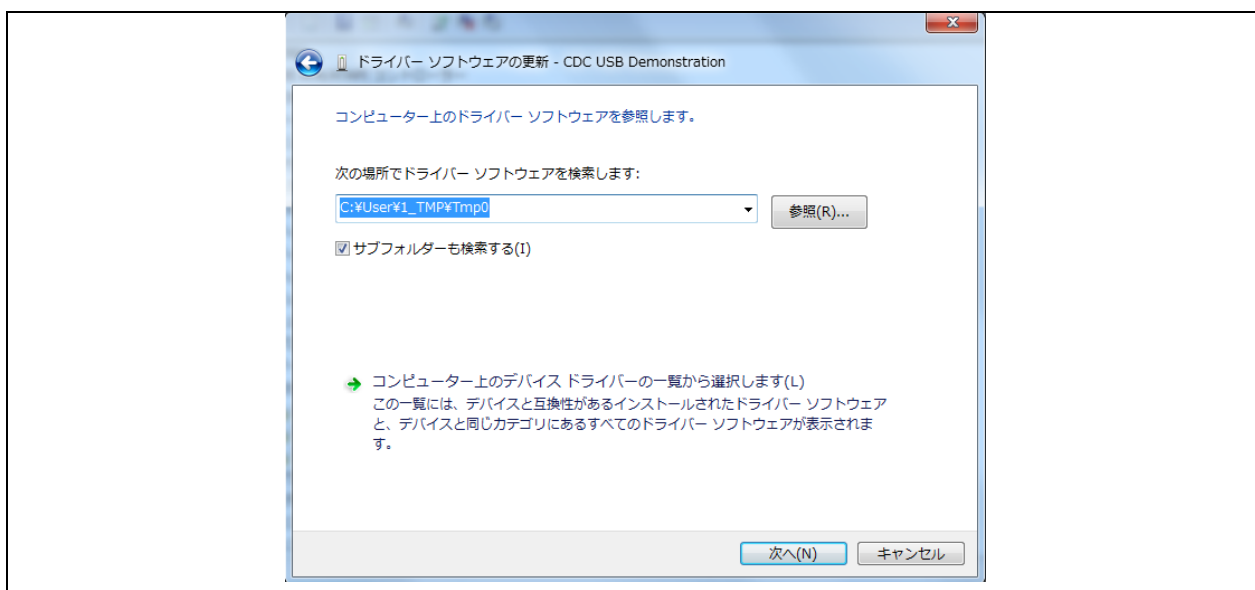 ドライバー ソフトウェアの更新 - CDC USB Demonstration
コンピューター上のドライバー ソフトウェアを参照します。
次の場所でドライバー ソフトウェアを検索します:
C:¥User¥1_TMP¥Tmp0
参照(R)...
サブフォルダーも検索する(I)
コンピューター上のデバイス ドライバーの一覧から選択します(L)
この一覧には、デバイスと互換性があるインストールされたドライバー ソフトウェア
と、デバイスと同じカテゴリにあるすべてのドライバー ソフトウェアが表示されま
す。
次へ(N)
キャンセル